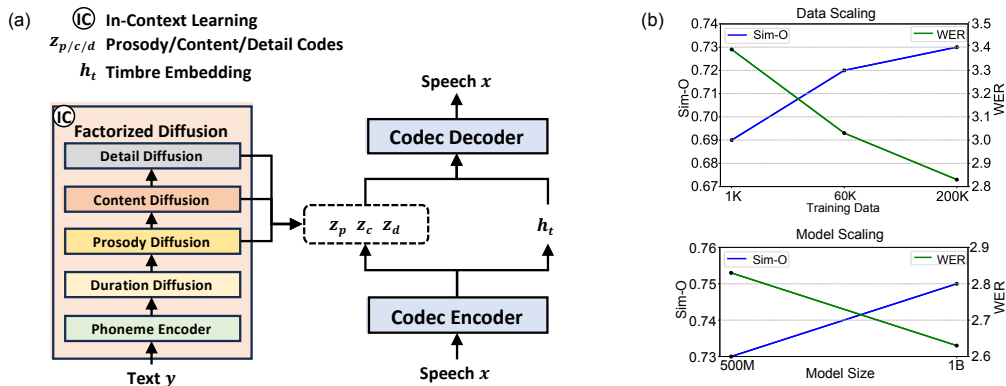 (a)
IC In-Context Learning
z_{p/c/d} Prosody/Content/Detail Codes
h_t Timbre Embedding
IC
Factorized Diffusion
Detail Diffusion
Content Diffusion
Prosody Diffusion
Duration Diffusion
Phoneme Encoder
Text y
Speech x
Codec Decoder
z_p z_c z_d
h_t
Codec Encoder
Speech x
(b)
Data Scaling
Sim-O
WER
0.74
0.73
0.72
0.71
0.70
0.69
0.68
0.67
Sim-O
3.5
3.4
3.3
3.2
3.1
3.0
2.9
2.8
WER
1K 60K 200K
Training Data
Model Scaling
Sim-O
WER
0.76
0.75
0.74
0.73
Sim-O
2.9
2.8
2.7
2.6
WER
500M 1B
Model Size